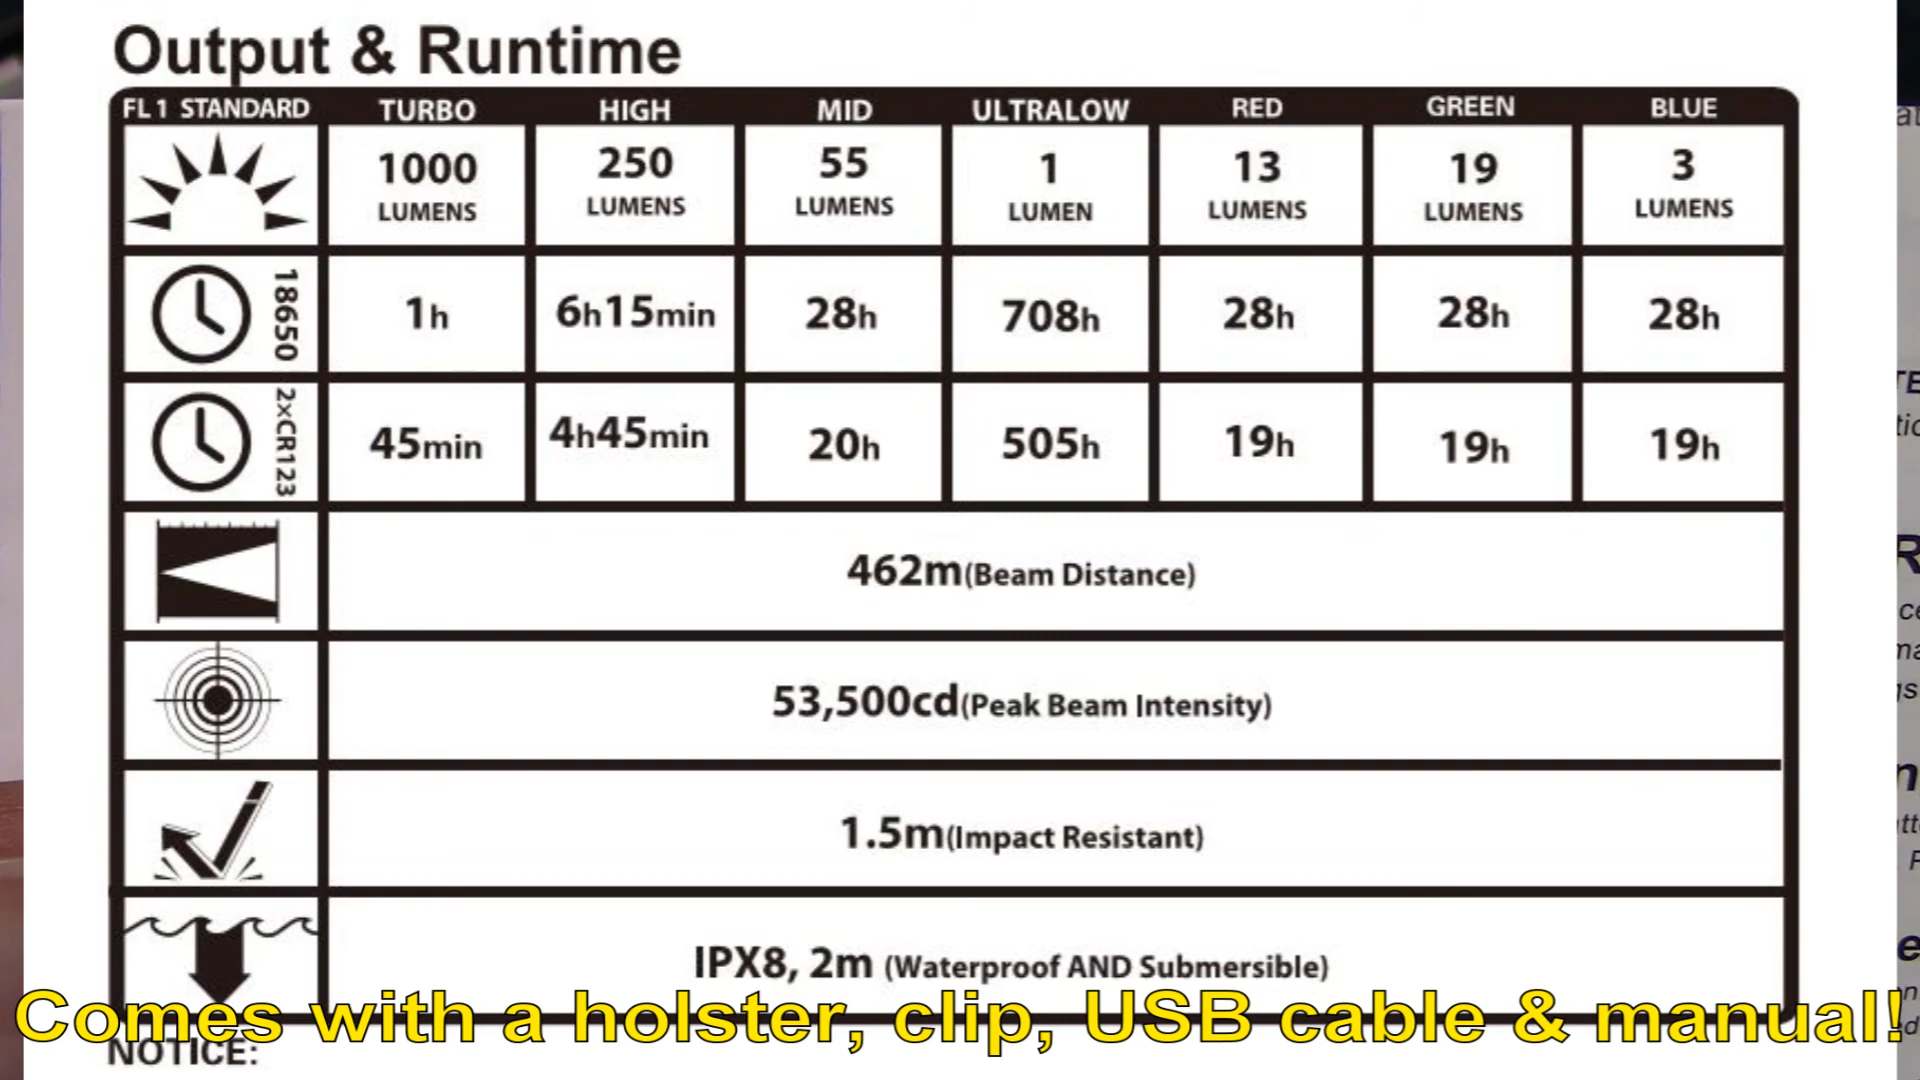 Output & Runtime
FL 1 STANDARD TURBO HIGH MID ULTRALOW RED GREEN BLUE
1000 LUMENS 250 LUMENS 55 LUMENS 1 LUMEN 13 LUMENS 19 LUMENS 3 LUMENS
18650 1h 6h15min 28h 708h 28h 28h 28h
2xCR123 45min 4h45min 20h 505h 19h 19h 19h
462m(Beam Distance)
53,500cd(Peak Beam Intensity)
1.5m(Impact Resistant)
IPX8, 2m (Waterproof AND Submersible)
Comes with a holster, clip, USB cable & manual!
NOTICE: